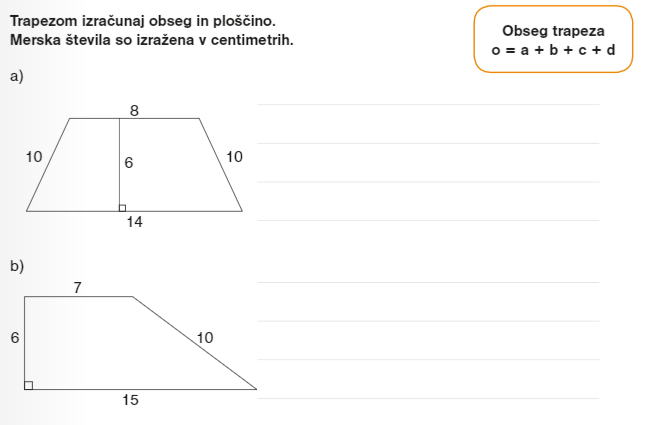 Trapezom izračunaj obseg in ploščino.
Merska števila so izražena v centimetrih.
Obseg trapeza
o = a + b + c + d
a)
8
10
6
10
14
b)
7
6
10
15